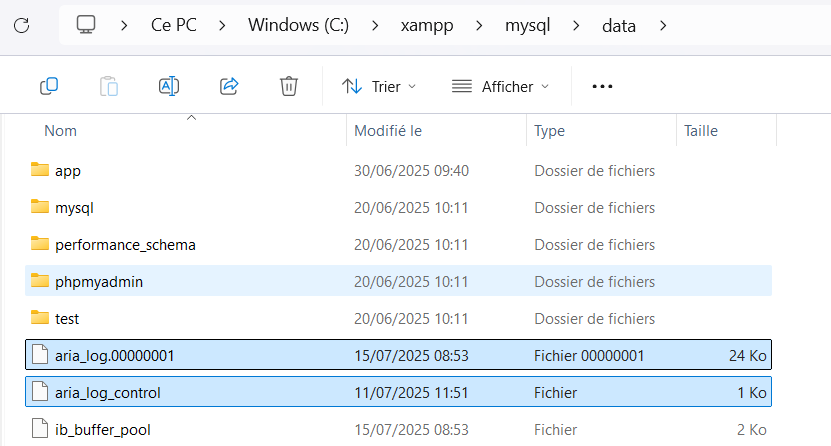 Ce PC > Windows (C:) > xampp > mysql > data >
Trier Afficher
Nom Modifié le Type Taille
app 30/06/2025 09:40 Dossier de fichiers
mysql 20/06/2025 10:11 Dossier de fichiers
performance_schema 20/06/2025 10:11 Dossier de fichiers
phpmyadmin 20/06/2025 10:11 Dossier de fichiers
test 20/06/2025 10:11 Dossier de fichiers
aria_log.00000001 15/07/2025 08:53 Fichier 00000001 24 Ko
aria_log_control 11/07/2025 11:51 Fichier 1 Ko
ib_buffer_pool 15/07/2025 08:53 Fichier 2 Ko